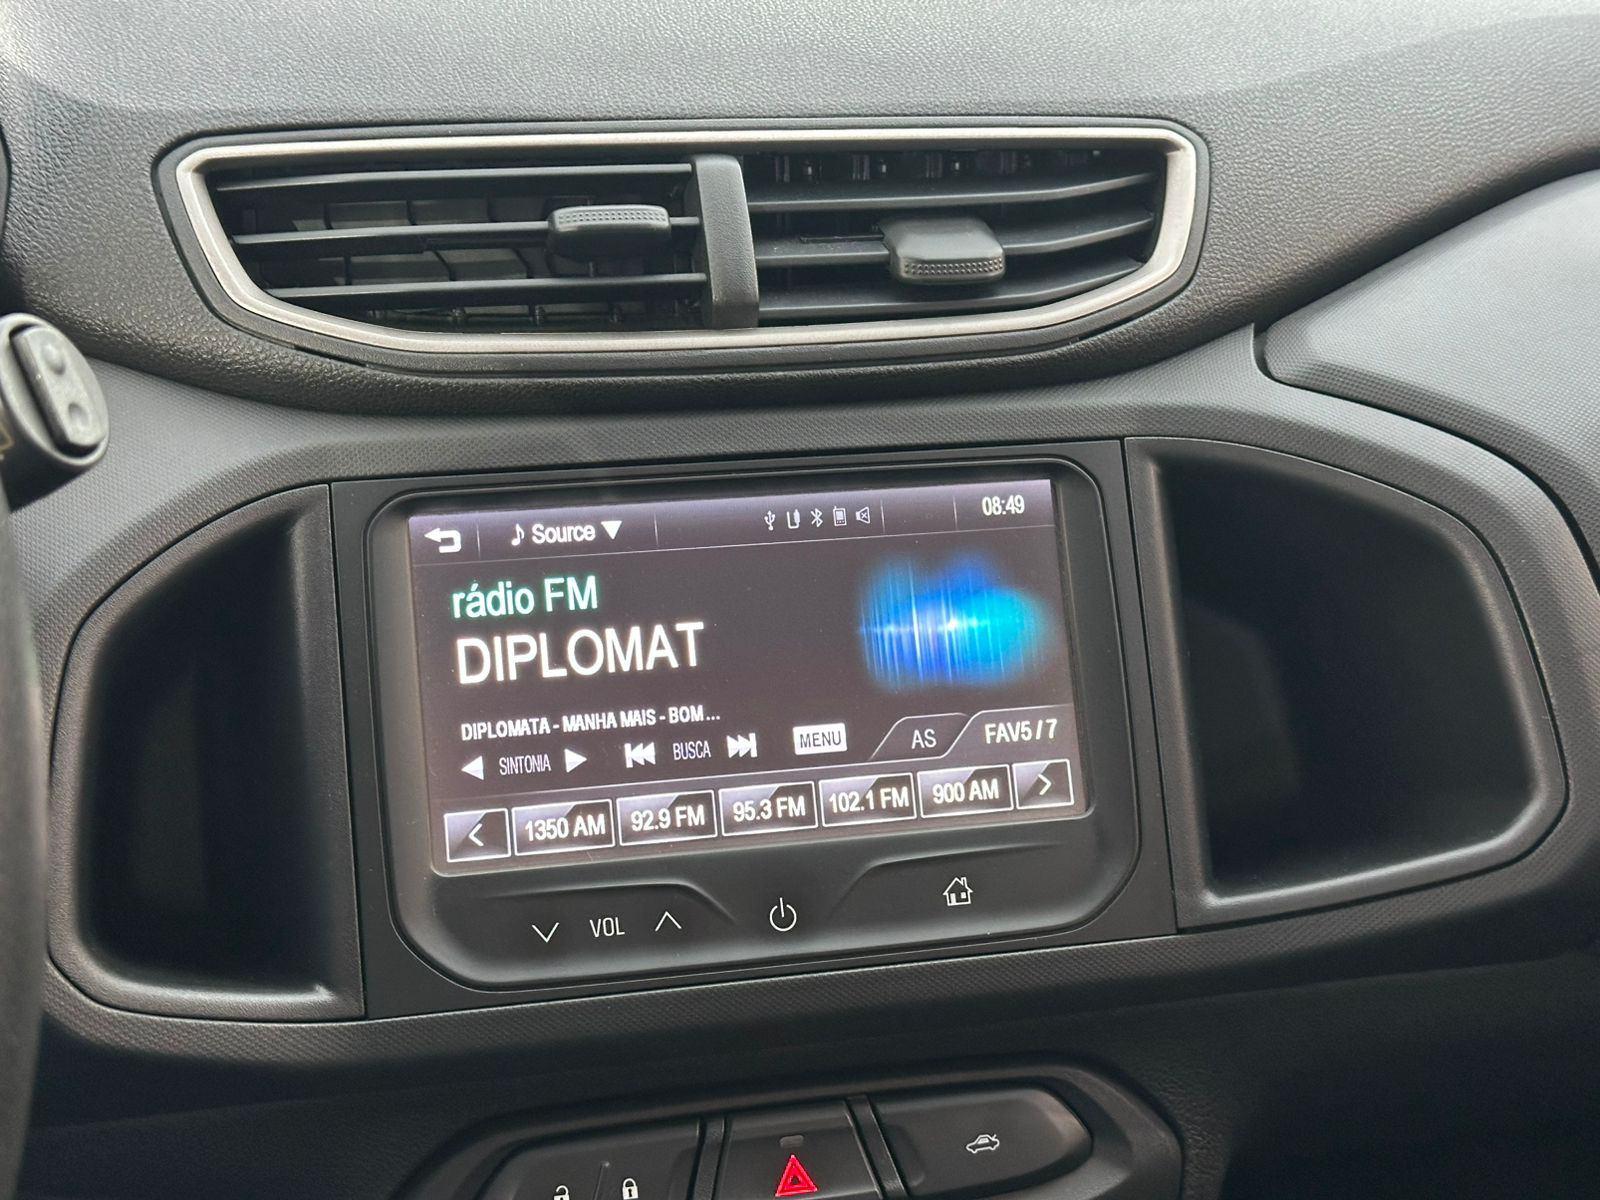 Source ▼ 08:49
rádio FM
DIPLOMAT
DIPLOMATA - MANHA MAIS - BOM...
SINTONIA BUSCA MENU AS FAV5/7
< 1350 AM 92.9 FM 95.3 FM 102.1 FM 900 AM >
VOL